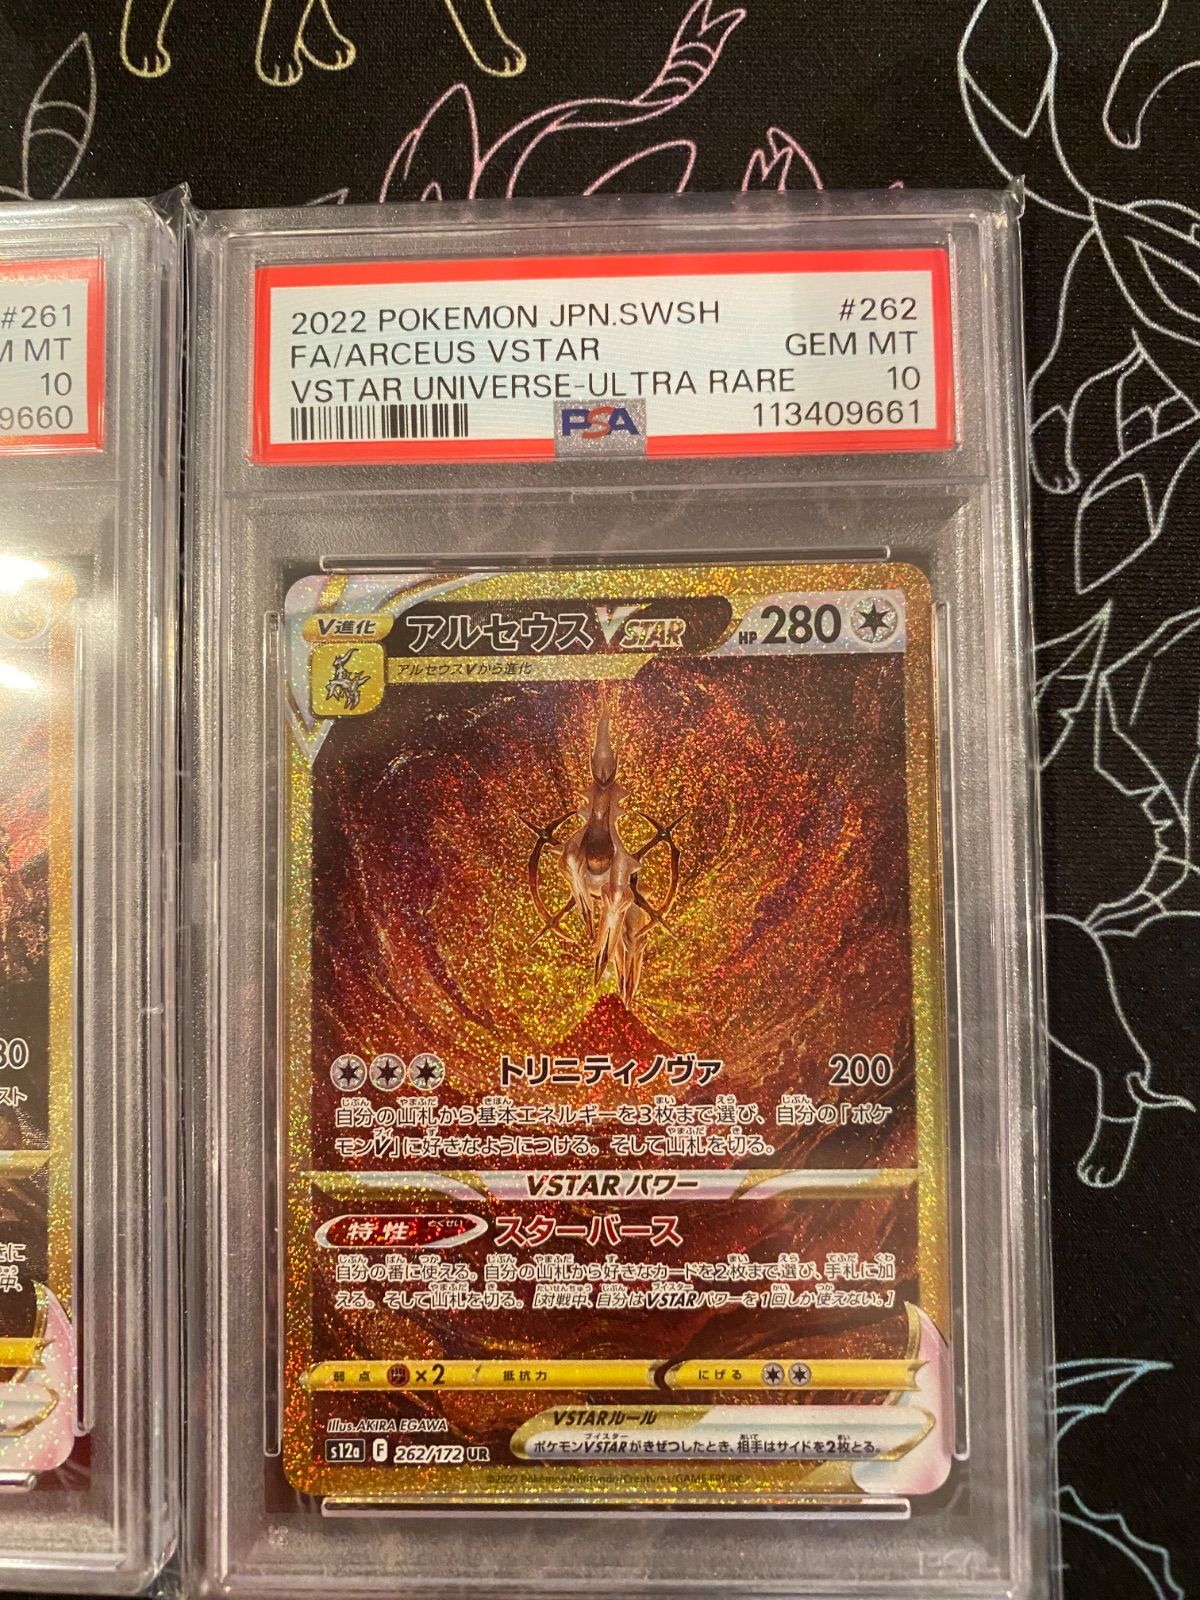 #261
M MT
10
9660
2022 POKEMON JPN.SWSH #262
FA/ARCEUS VSTAR GEM MT
VSTAR UNIVERSE-ULTRA RARE 10
PSA 113409661
V進化 アルセウス VSTAR HP 280
アルセウスVから進化
トリニティノヴァ 200
自分の山札から基本エネルギーを3枚まで選び、自分の「ポケ
モンV」に好きなようにつける。そして山札を切る。
VSTARパワー
特性 スターバース
自分の番に使える。自分の山札から好きなカードを2枚まで選び、手札に加
える。そして山札を切る。[対戦中、自分はVSTARパワーを1回しか使えない。]
弱点 闘 ×2 抵抗力 にげる
Illus. AKIRA EGAWA
VSTARルール
ポケモンVSTARがきぜつしたとき、相手はサイドを2枚とる。
s12a F 262/172 UR
©2022 Pokémon/Nintendo/Creatures/GAME FREAK